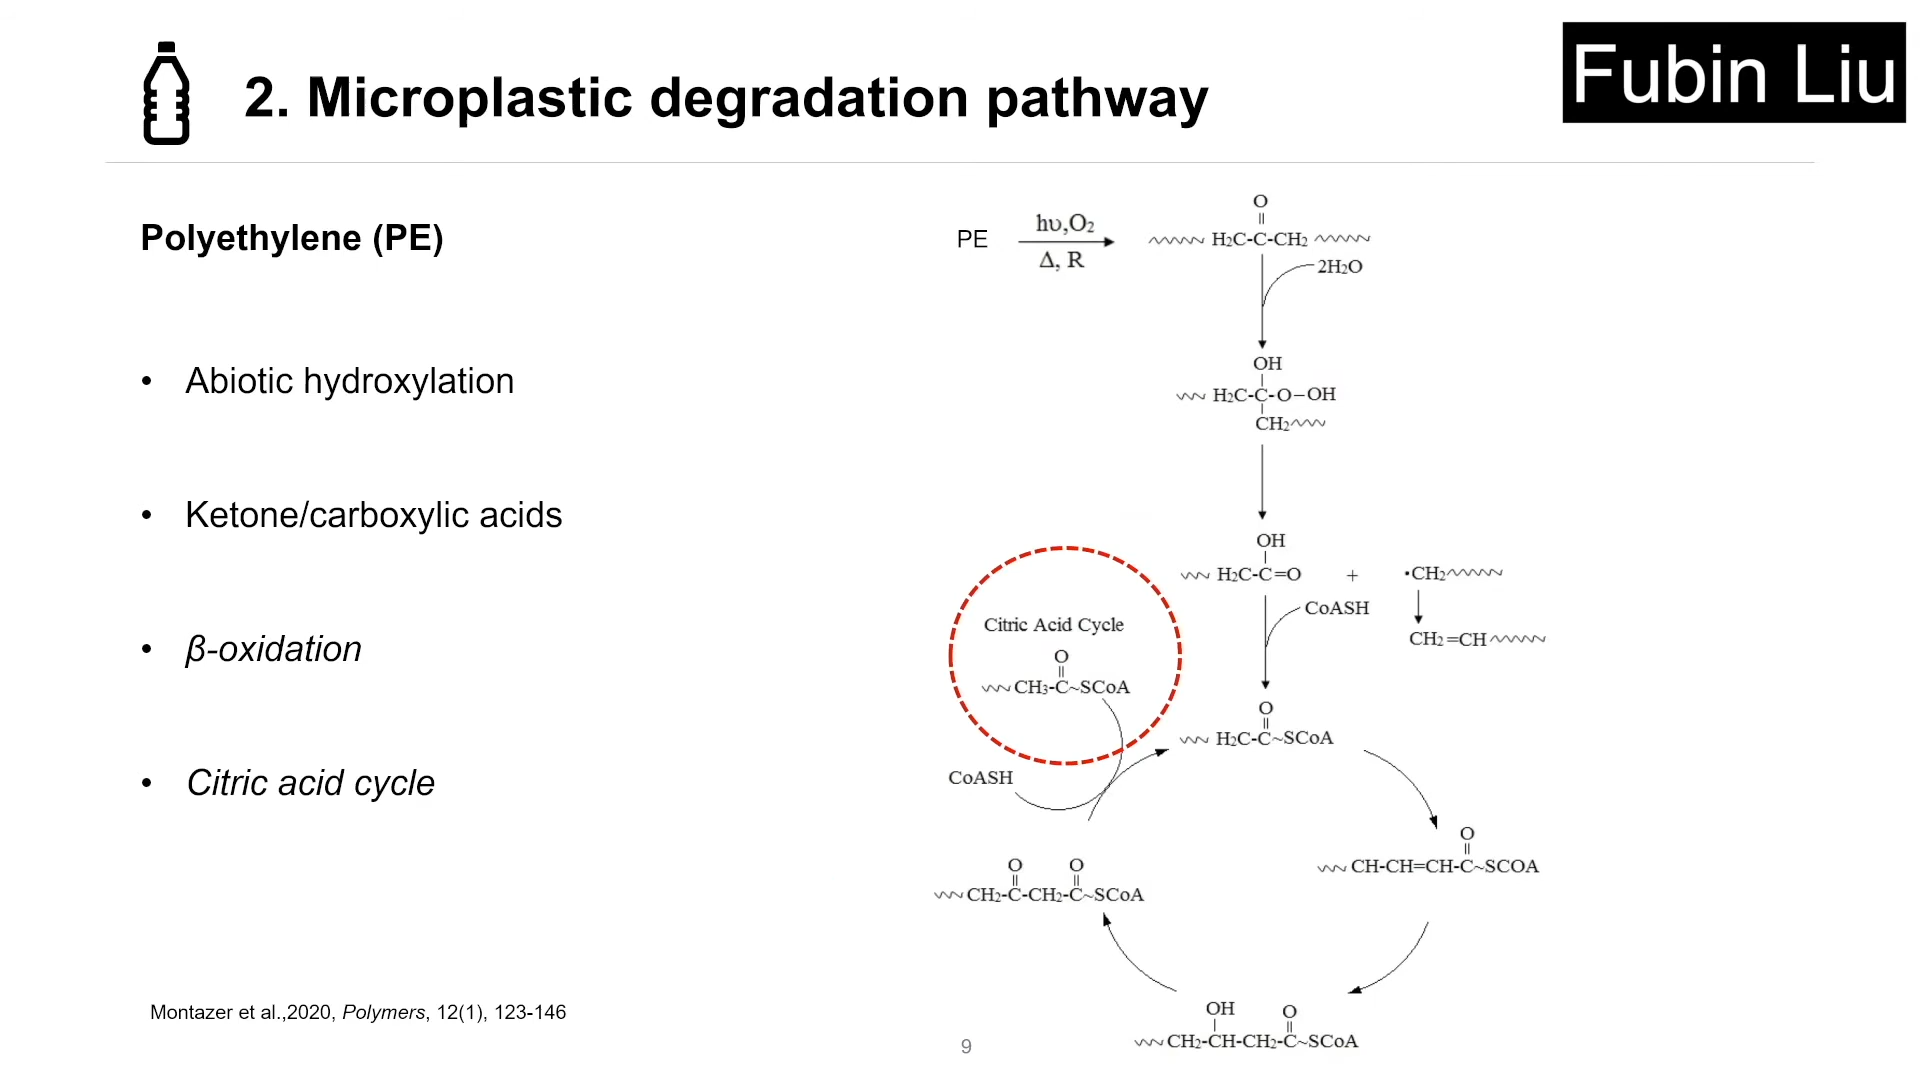 2. Microplastic degradation pathway
Fubin Liu
Polyethylene (PE)
• Abiotic hydroxylation
• Ketone/carboxylic acids
• β-oxidation
• Citric acid cycle
Montazer et al.,2020, Polymers, 12(1), 123-146
9
PE
hυ,O2
Δ, R
O
H2C-C-CH2
2H2O
OH
H2C-C-O-OH
CH2
OH
H2C-C=O + •CH2
CoASH
CH2=CH
Citric Acid Cycle
O
CH3-C~SCoA
O
H2C-C~SCoA
CoASH
O
CH-CH=CH-C~SCOA
O O
CH2-C-CH2-C~SCoA
OH O
CH2-CH-CH2-C~SCoA